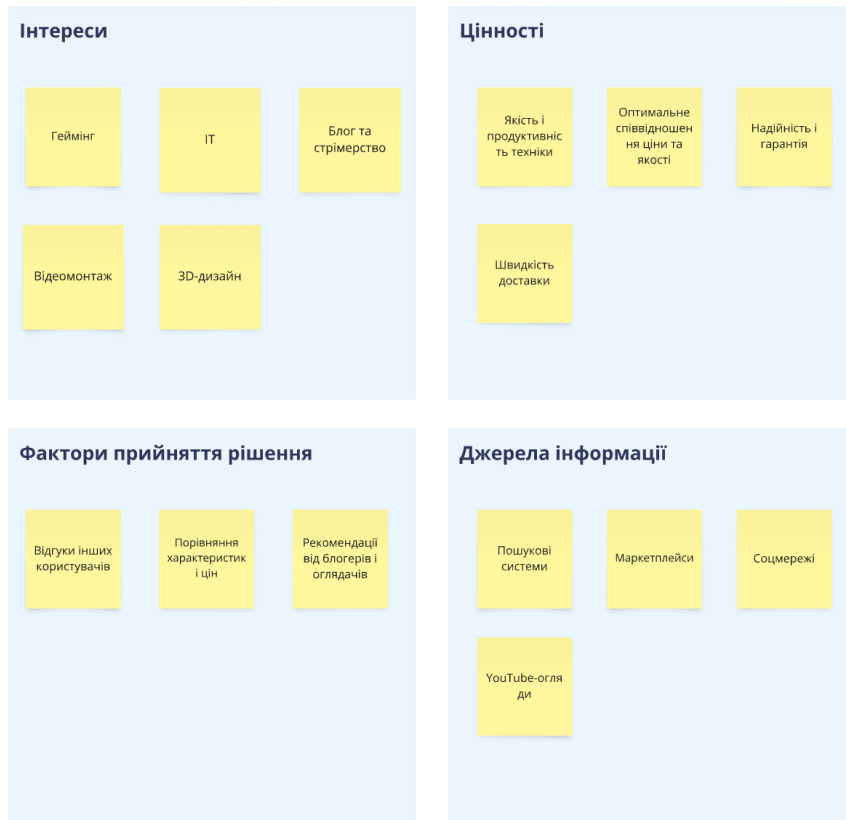 Інтереси
Геймінг
IT
Блог та
стрімерство
Відеомонтаж
3D-дизайн
Цінності
Якість і
продуктивніс
ть техніки
Оптимальне
співвідношен
ня ціни та
якості
Надійність і
гарантія
Швидкість
доставки
Фактори прийняття рішення
Відгуки інших
користувачів
Порівняння
характеристик
і цін
Рекомендації
від блогерів і
оглядачів
Джерела інформації
Пошукові
системи
Маркетплейси
Соцмережі
YouTube-огля
ди